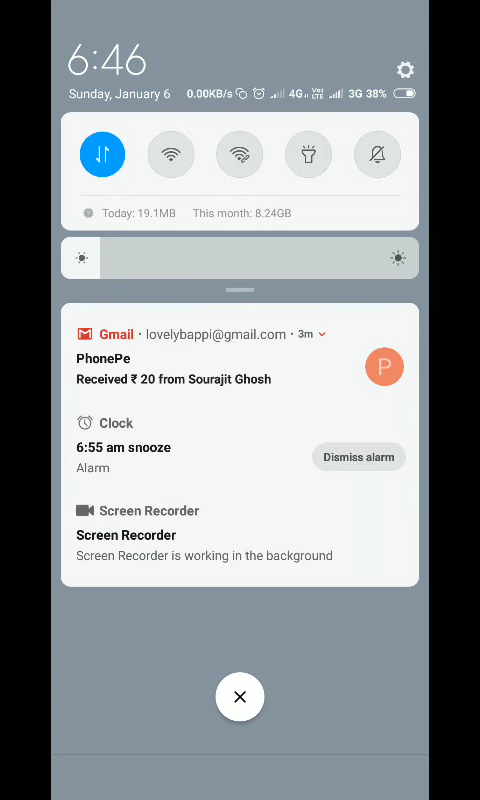 6:46
Sunday, January 6 0.00KB/s 4G Vo) LTE 3G 38%
Today: 19.1MB This month: 8.24GB
Gmail · lovelybappi@gmail.com · 3m
PhonePe
Received ₹ 20 from Sourajit Ghosh
P
Clock
6:55 am snooze
Alarm
Dismiss alarm
Screen Recorder
Screen Recorder
Screen Recorder is working in the background